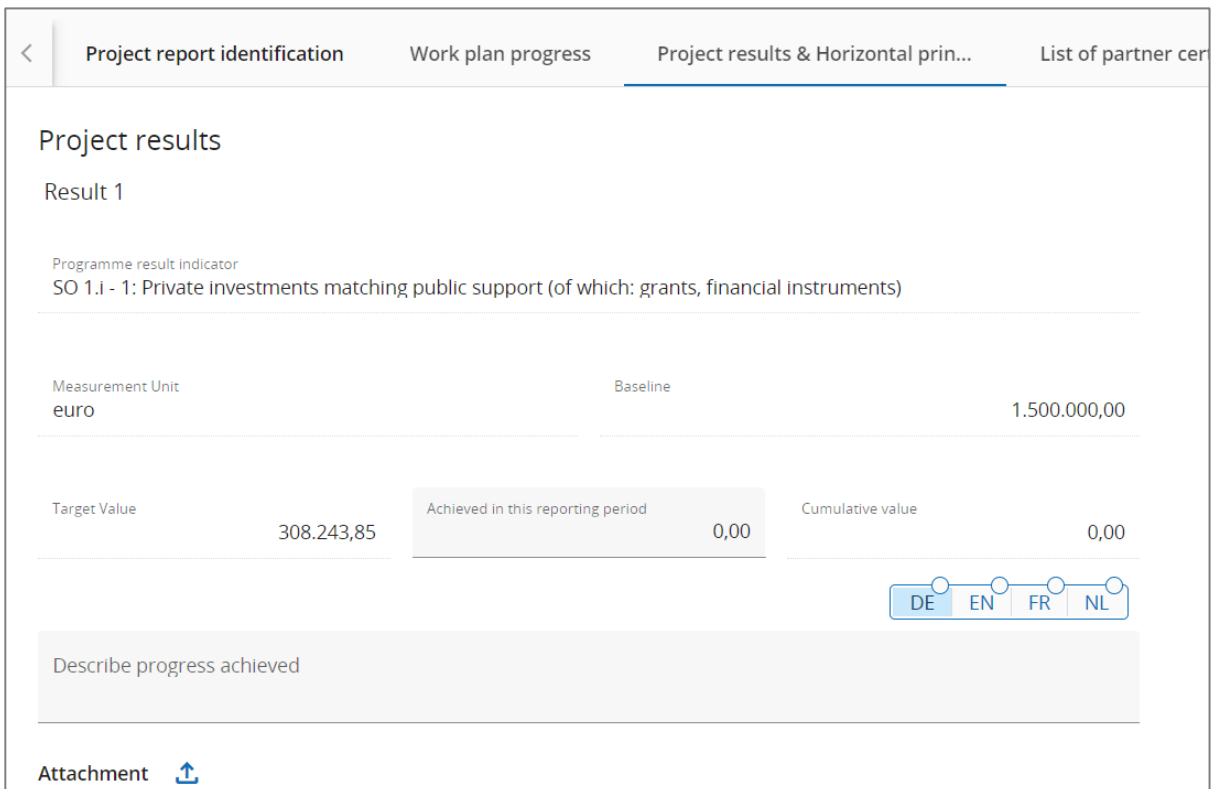 Project report identification Work plan progress Project results & Horizontal prin... List of partner cer
Project results
Result 1
Programme result indicator
SO 1.i - 1: Private investments matching public support (of which: grants, financial instruments)
Measurement Unit Baseline
euro 1.500.000,00
Target Value Achieved in this reporting period Cumulative value
308.243,85 0,00 0,00
DE EN FR NL
Describe progress achieved
Attachment